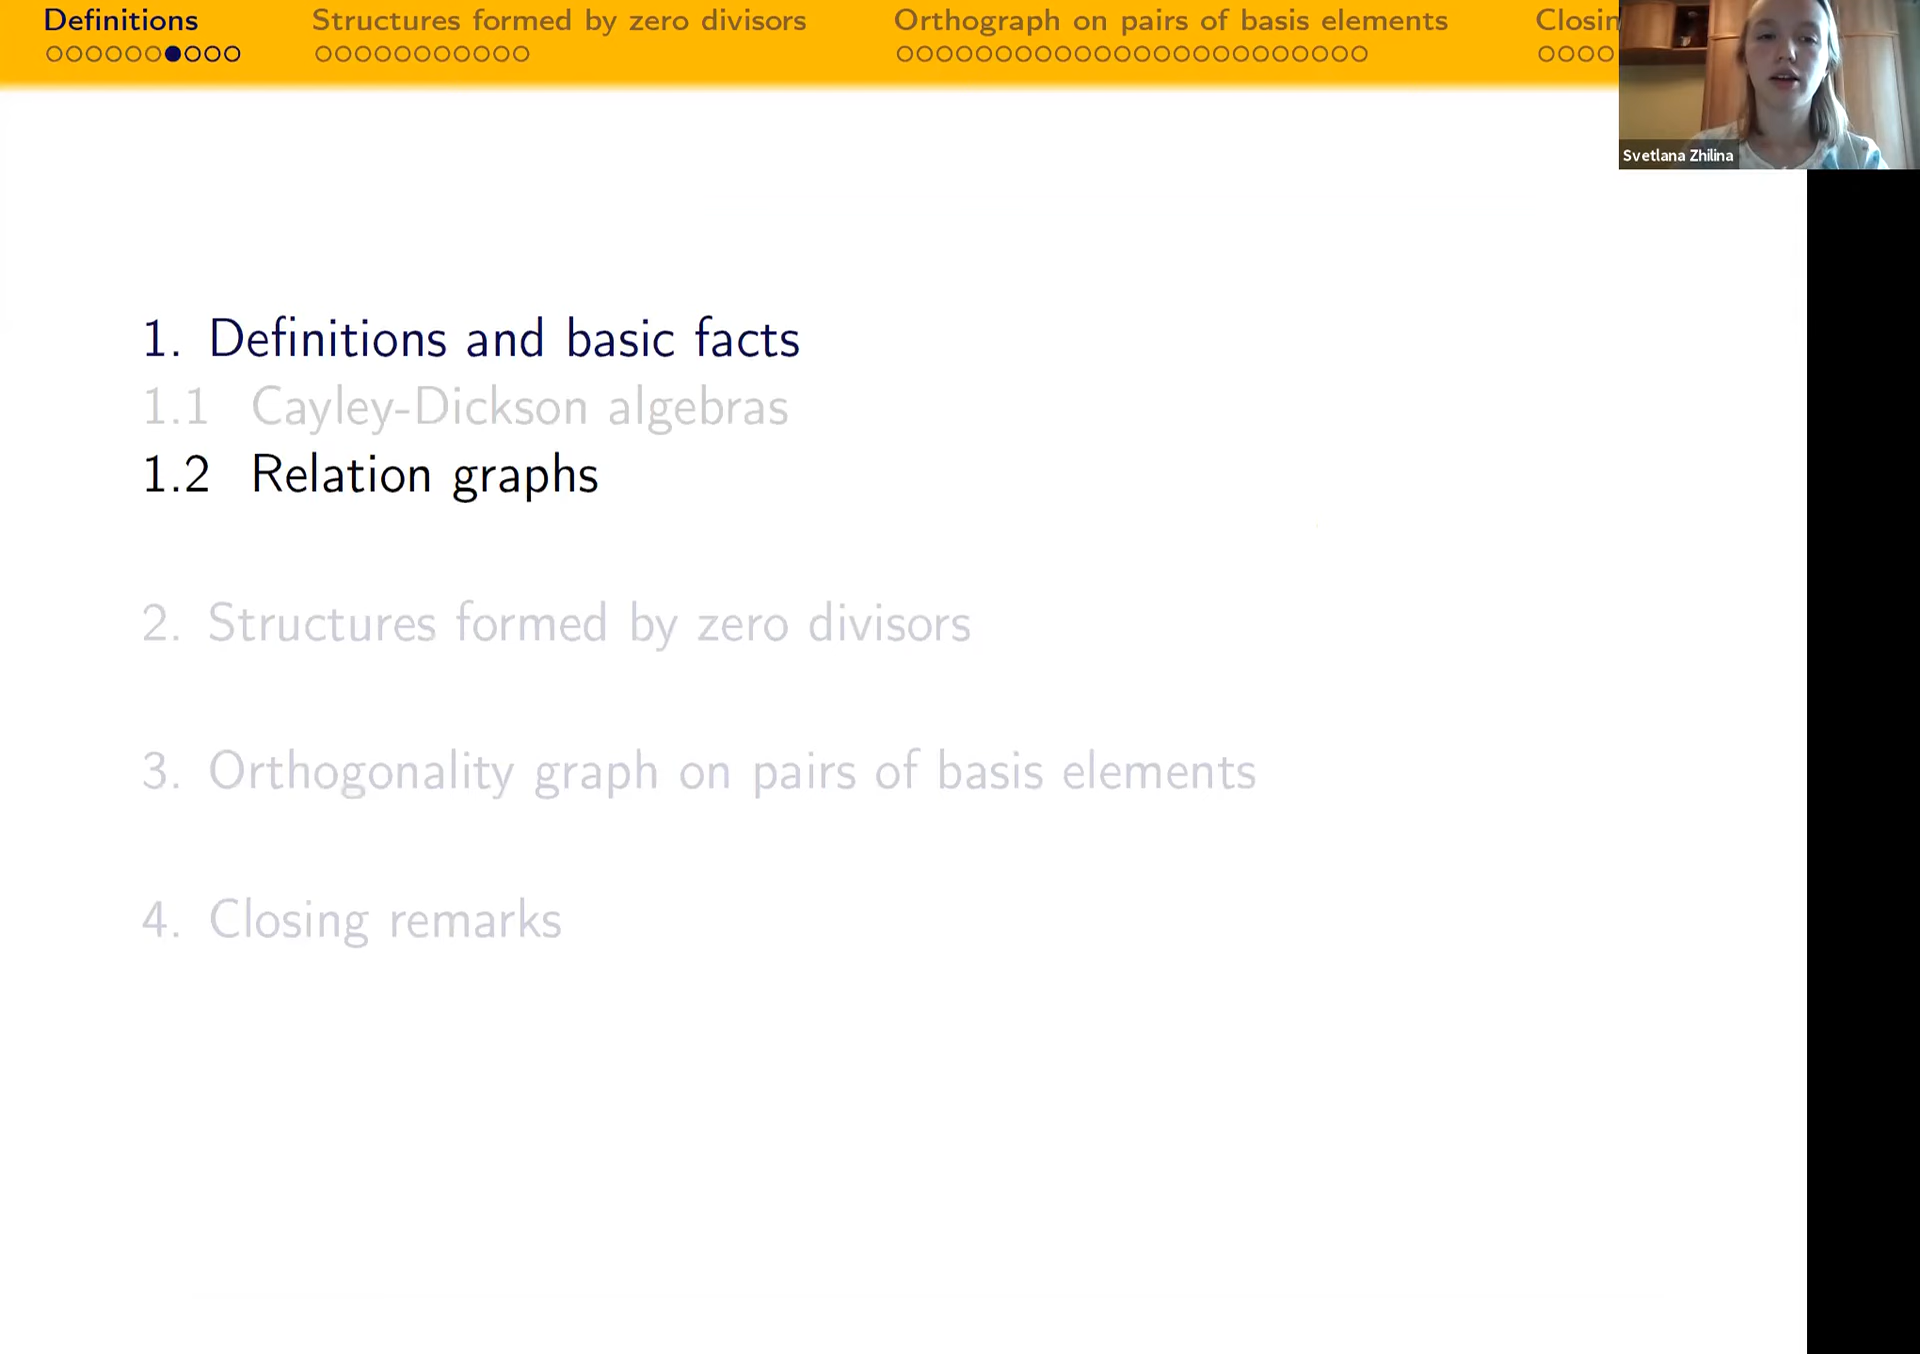 Definitions
Structures formed by zero divisors
Orthograph on pairs of basis elements
Closin
Svetlana Zhilina
1. Definitions and basic facts
1.1 Cayley-Dickson algebras
1.2 Relation graphs
2. Structures formed by zero divisors
3. Orthogonality graph on pairs of basis elements
4. Closing remarks